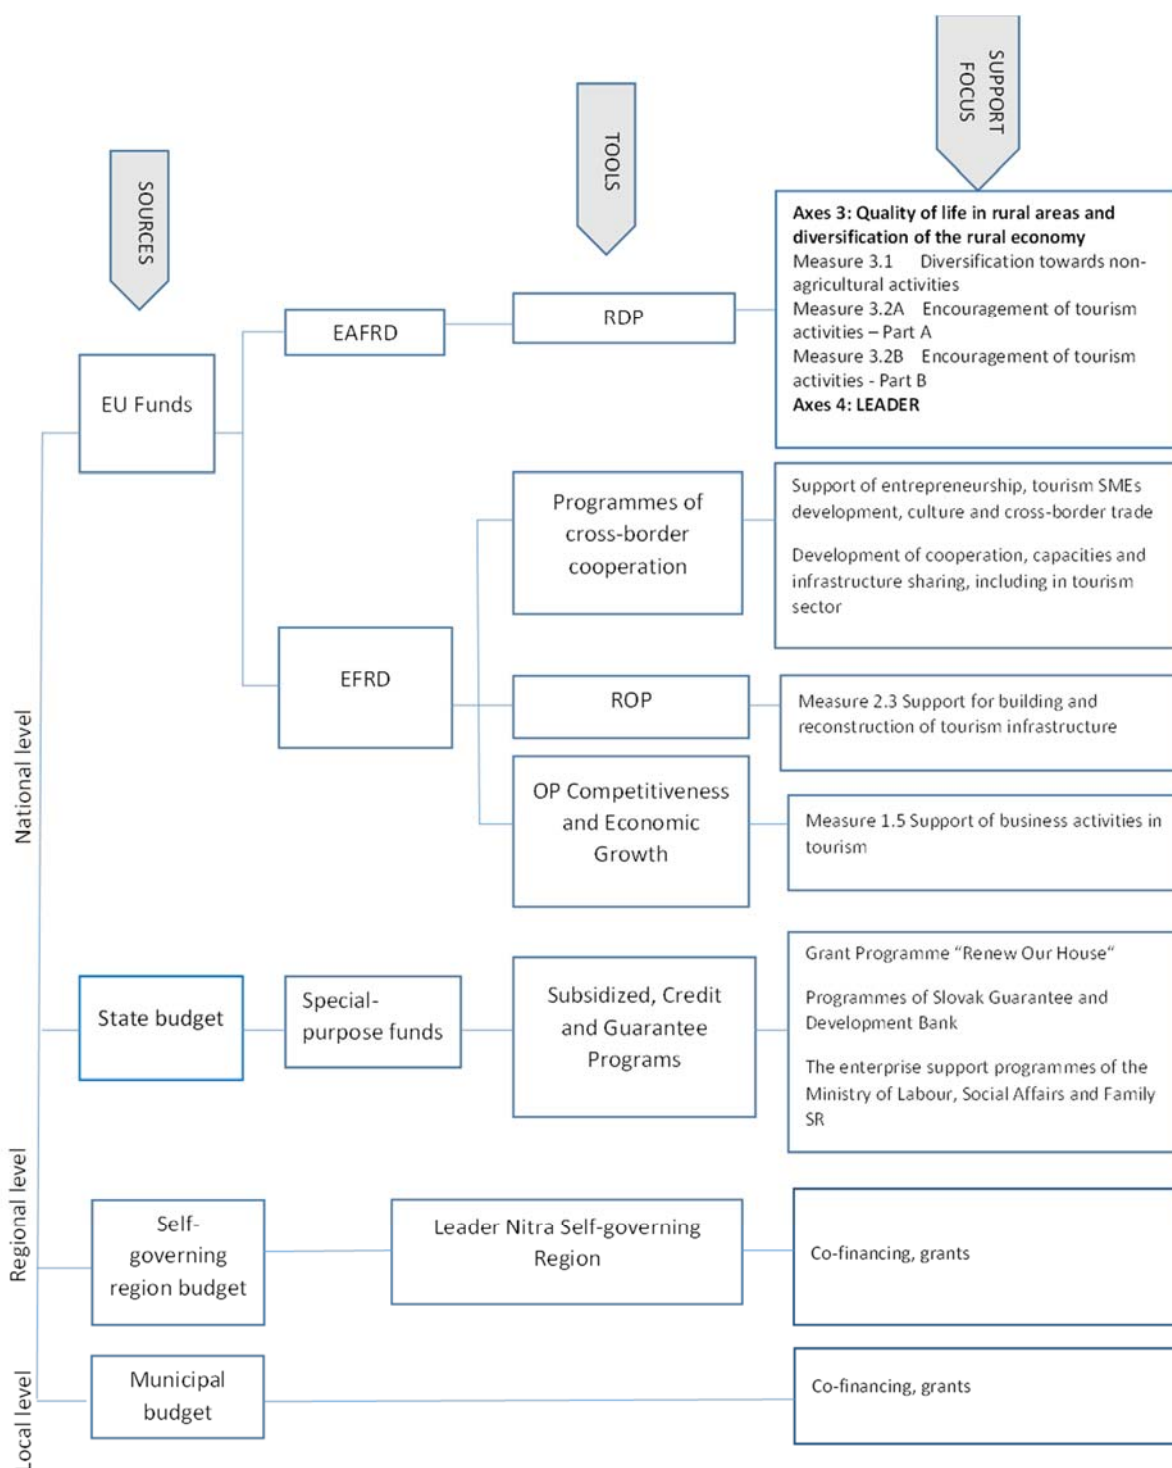 SUPPORT
FOCUS
TOOLS
SOURCES
Axes 3: Quality of life in rural areas and
diversification of the rural economy
Measure 3.1 Diversification towards non-
agricultural activities
Measure 3.2A Encouragement of tourism
activities – Part A
Measure 3.2B Encouragement of tourism
activities - Part B
Axes 4: LEADER
EAFRD
RDP
EU Funds
Programmes of
cross-border
cooperation
Support of entrepreneurship, tourism SMEs
development, culture and cross-border trade
Development of cooperation, capacities and
infrastructure sharing, including in tourism
sector
EFRD
ROP
Measure 2.3 Support for building and
reconstruction of tourism infrastructure
National level
OP Competitiveness
and Economic
Growth
Measure 1.5 Support of business activities in
tourism
State budget
Special-
purpose funds
Subsidized, Credit
and Guarantee
Programs
Grant Programme “Renew Our House“
Programmes of Slovak Guarantee and
Development Bank
The enterprise support programmes of the
Ministry of Labour, Social Affairs and Family
SR
Regional level
Self-
governing
region budget
Leader Nitra Self-governing
Region
Co-financing, grants
Local level
Municipal
budget
Co-financing, grants